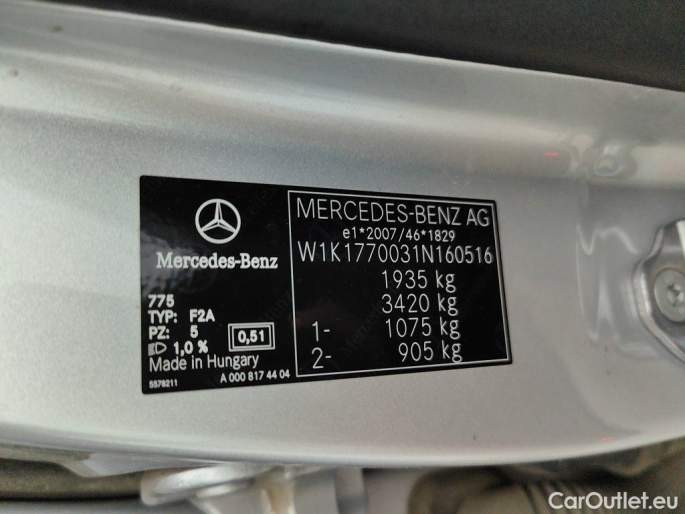 Mercedes-Benz
775
TYP: F2A
PZ: 5
1,0 %
0,51
Made in Hungary
5578211
A 000 817 44 04
MERCEDES-BENZ AG
e1*2007/46*1829
W1K1770031N160516
1935 kg
3420 kg
1- 1075 kg
2- 905 kg
CarOutlet.eu